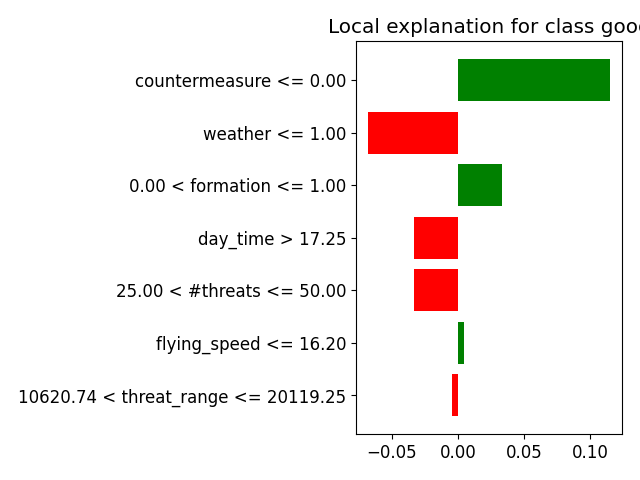 Local explanation for class good
countermeasure <= 0.00
weather <= 1.00
0.00 < formation <= 1.00
day_time > 17.25
25.00 < #threats <= 50.00
flying_speed <= 16.20
10620.74 < threat_range <= 20119.25
−0.05 0.00 0.05 0.10